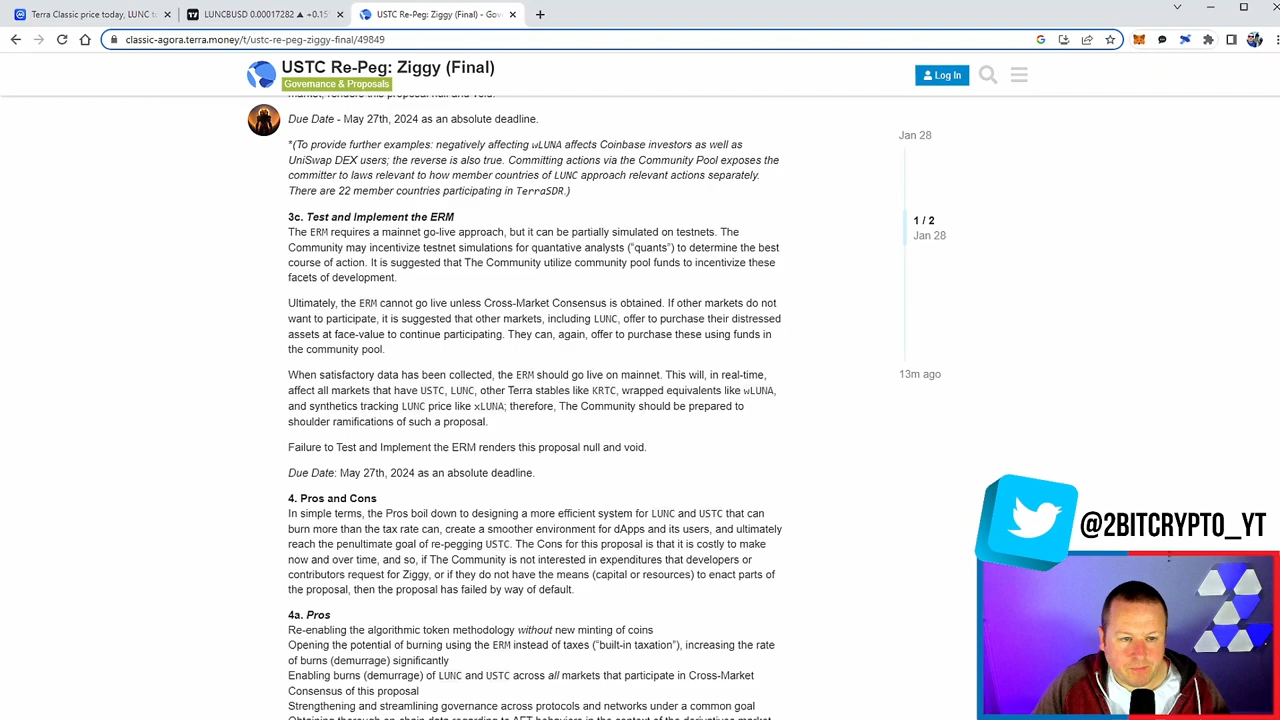 Terra Classic price today, LUNC t
LUNCBUSD 0.00017282 ▲ +0.15
USTC Re-Peg: Ziggy (Final) - Gov
classic-agora.terra.money/t/ustc-re-peg-ziggy-final/49849
USTC Re-Peg: Ziggy (Final)
Governance & Proposals
Log In
market, renders this proposal null and void.
Due Date - May 27th, 2024 as an absolute deadline.
*(To provide further examples: negatively affecting wLUNA affects Coinbase investors as well as
UniSwap DEX users; the reverse is also true. Committing actions via the Community Pool exposes the
committer to laws relevant to how member countries of LUNC approach relevant actions separately.
There are 22 member countries participating in TerraSDR.)
3c. Test and Implement the ERM
The ERM requires a mainnet go-live approach, but it can be partially simulated on testnets. The
Community may incentivize testnet simulations for quantative analysts ("quants") to determine the best
course of action. It is suggested that The Community utilize community pool funds to incentivize these
facets of development.
Ultimately, the ERM cannot go live unless Cross-Market Consensus is obtained. If other markets do not
want to participate, it is suggested that other markets, including LUNC, offer to purchase their distressed
assets at face-value to continue participating. They can, again, offer to purchase these using funds in
the community pool.
When satisfactory data has been collected, the ERM should go live on mainnet. This will, in real-time,
affect all markets that have USTC, LUNC, other Terra stables like KRTC, wrapped equivalents like wLUNA,
and synthetics tracking LUNC price like xLUNA; therefore, The Community should be prepared to
shoulder ramifications of such a proposal.
Failure to Test and Implement the ERM renders this proposal null and void.
Due Date: May 27th, 2024 as an absolute deadline.
4. Pros and Cons
In simple terms, the Pros boil down to designing a more efficient system for LUNC and USTC that can
burn more than the tax rate can, create a smoother environment for dApps and its users, and ultimately
reach the penultimate goal of re-pegging USTC. The Cons for this proposal is that it is costly to make
now and over time, and so, if The Community is not interested in expenditures that developers or
contributors request for Ziggy, or if they do not have the means (capital or resources) to enact parts of
the proposal, then the proposal has failed by way of default.
4a. Pros
Re-enabling the algorithmic token methodology without new minting of coins
Opening the potential of burning using the ERM instead of taxes ("built-in taxation"), increasing the rate
of burns (demurrage) significantly
Enabling burns (demurrage) of LUNC and USTC across all markets that participate in Cross-Market
Consensus of this proposal
Strengthening and streamlining governance across protocols and networks under a common goal
Obtaining thorough on-chain data regarding AFT behaviors in the context of the derivatives market
Jan 28
1 / 2
Jan 28
13m ago
@2BITCRYPTO_YT